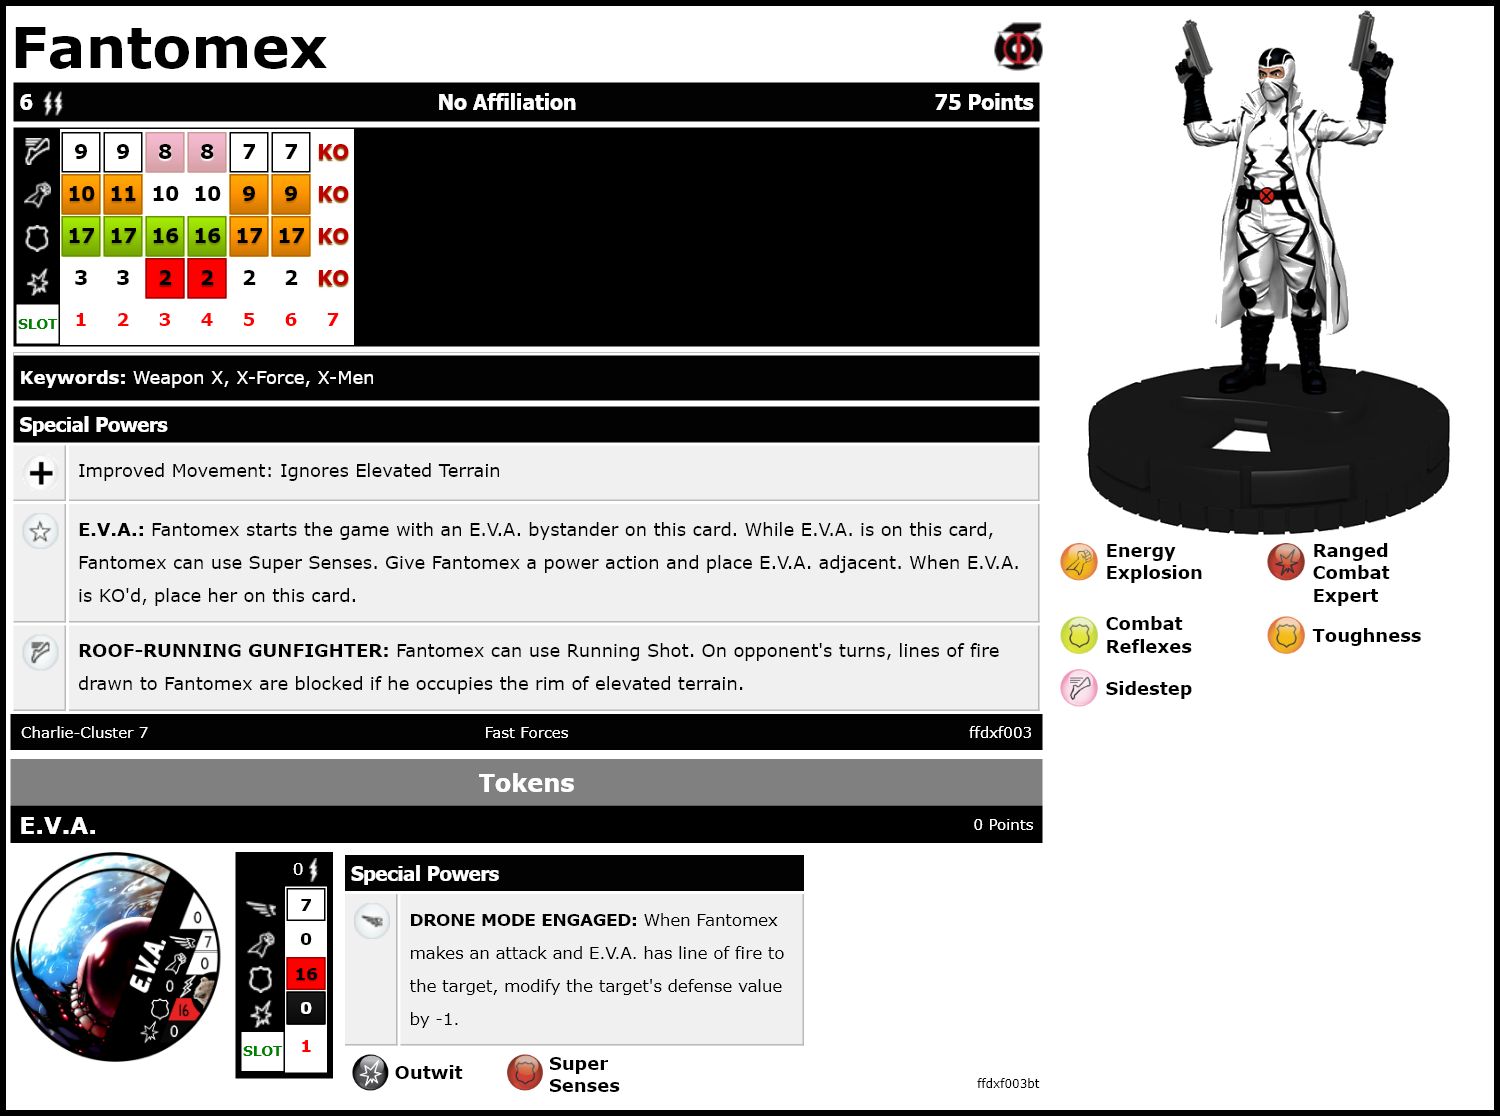 Fantomex
6 No Affiliation 75 Points
9 9 8 8 7 7 KO
10 11 10 10 9 9 KO
17 17 16 16 17 17 KO
3 3 2 2 2 2 KO
SLOT 1 2 3 4 5 6 7
Keywords: Weapon X, X-Force, X-Men
Special Powers
Improved Movement: Ignores Elevated Terrain
E.V.A.: Fantomex starts the game with an E.V.A. bystander on this card. While E.V.A. is on this card,
Fantomex can use Super Senses. Give Fantomex a power action and place E.V.A. adjacent. When E.V.A.
is KO'd, place her on this card.
ROOF-RUNNING GUNFIGHTER: Fantomex can use Running Shot. On opponent's turns, lines of fire
drawn to Fantomex are blocked if he occupies the rim of elevated terrain.
Charlie-Cluster 7 Fast Forces ffdxf003
Energy
Explosion
Ranged
Combat
Expert
Combat
Reflexes
Toughness
Sidestep
Tokens
E.V.A. 0 Points
E.V.A.
0
7
0
0
16
0
0
7
0
16
0
SLOT 1
Special Powers
DRONE MODE ENGAGED: When Fantomex
makes an attack and E.V.A. has line of fire to
the target, modify the target's defense value
by -1.
Outwit
Super
Senses
ffdxf003bt